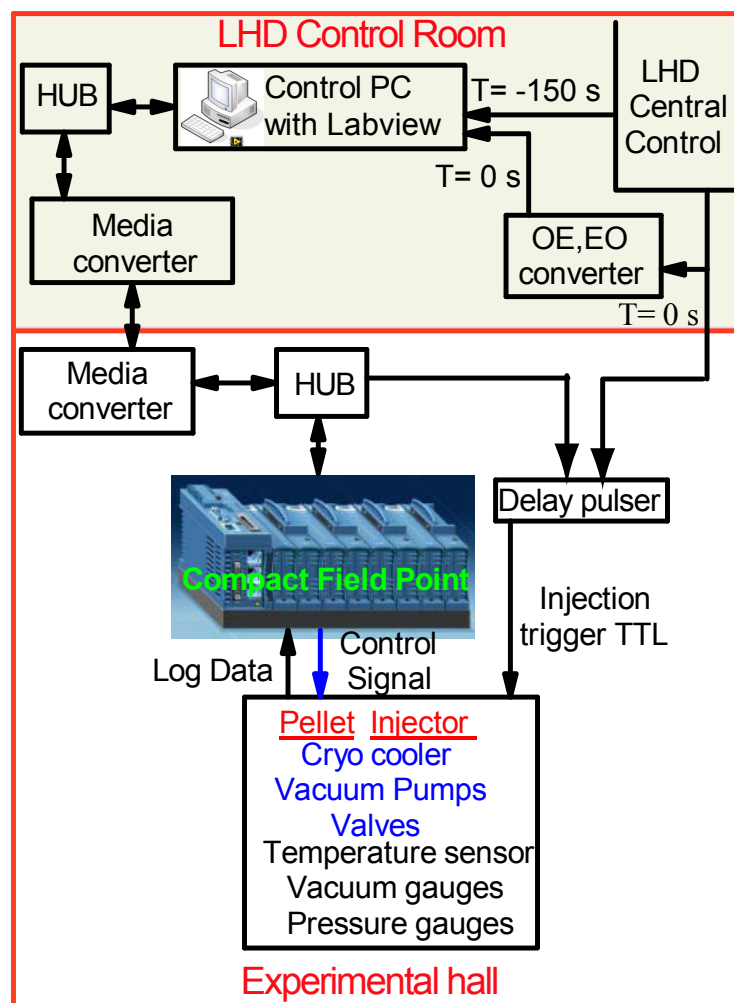 LHD Control Room
HUB
Control PC
with Labview
T= -150 s
LHD
Central
Control
T= 0 s
Media
converter
OE,EO
converter
T= 0 s
Media
converter
HUB
Delay pulser
Compact Field Point
Injection
trigger TTL
Log Data
Control
Signal
Pellet Injector
Cryo cooler
Vacuum Pumps
Valves
Temperature sensor
Vacuum gauges
Pressure gauges
Experimental hall